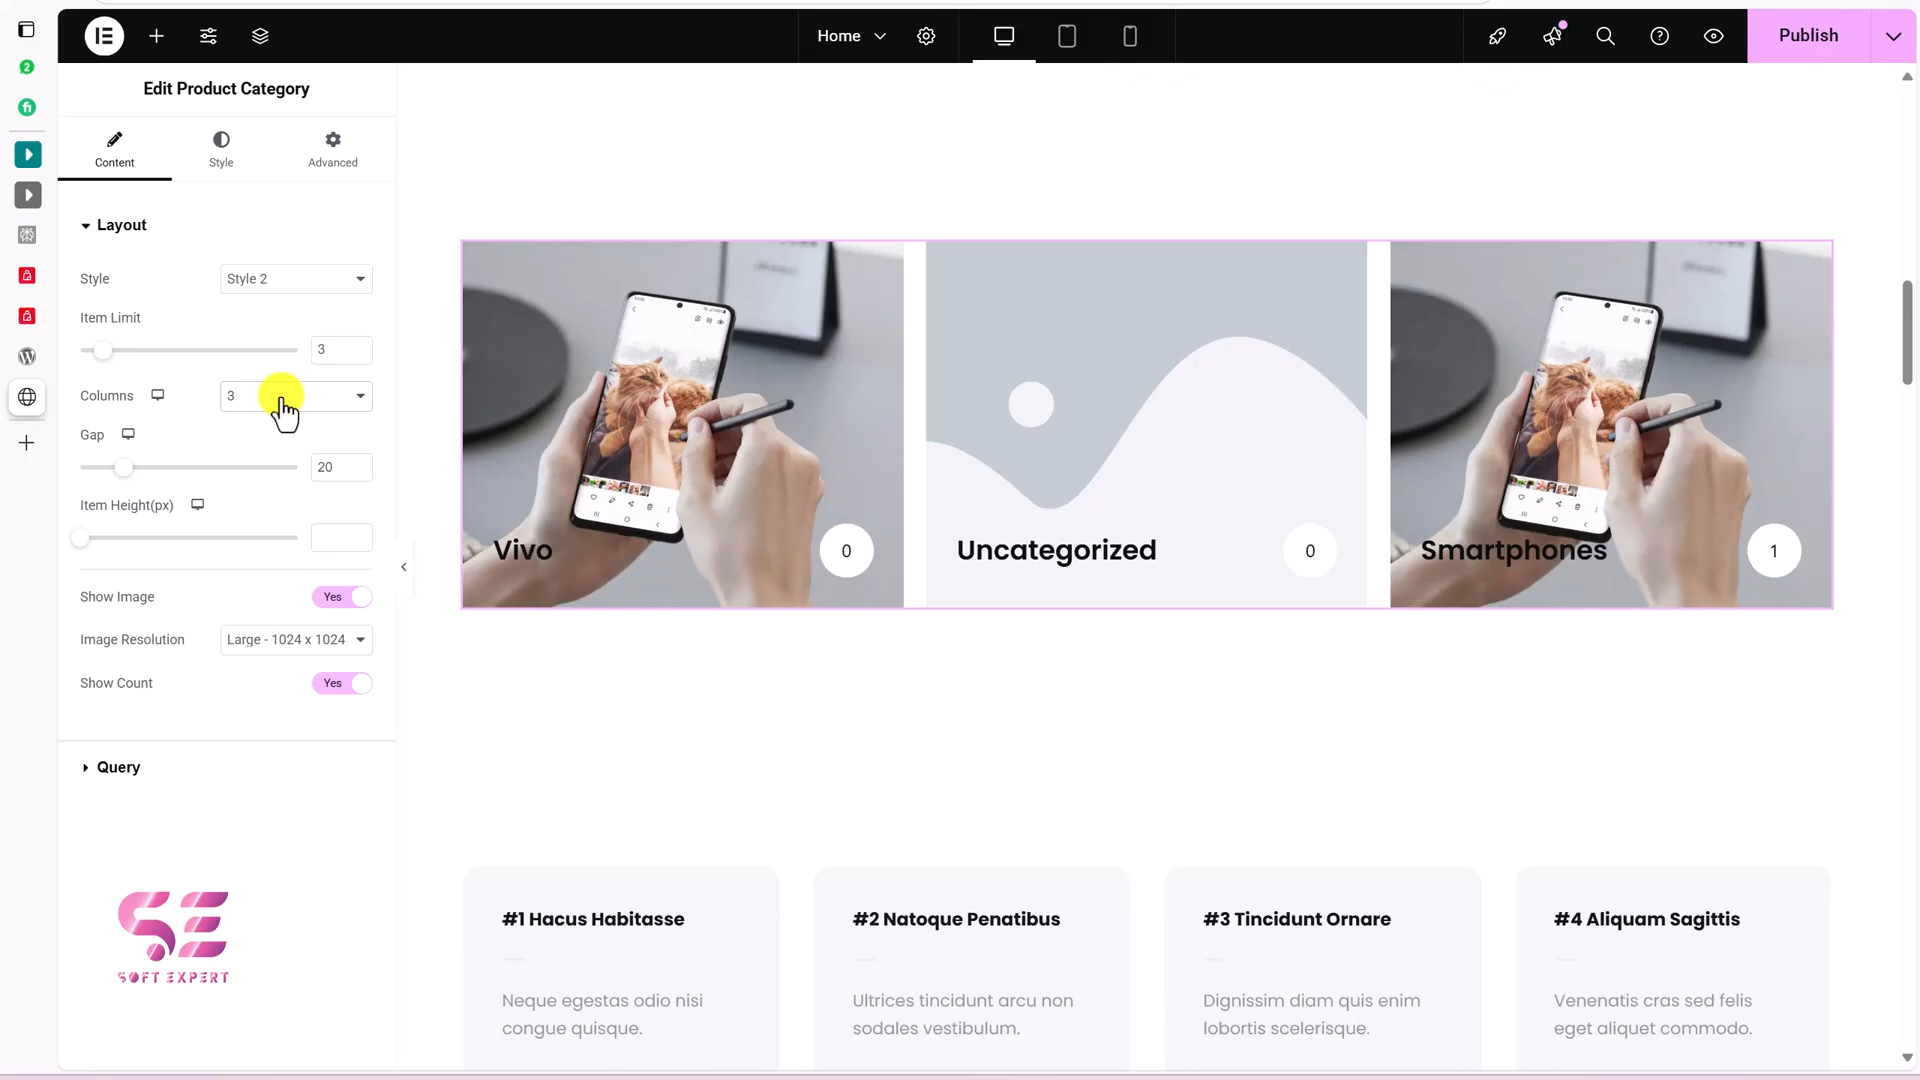 Home
Publish
Edit Product Category
Content
Style
Advanced
Layout
Style
Style 2
Item Limit
3
Columns
3
Gap
20
Item Height(px)
Show Image
Yes
Image Resolution
Large - 1024 x 1024
Show Count
Yes
Query
SOFT EXPERT
Vivo
0
Uncategorized
0
Smartphones
1
#1 Hacus Habitasse
Neque egestas odio nisi
congue quisque.
#2 Natoque Penatibus
Ultrices tincidunt arcu non
sodales vestibulum.
#3 Tincidunt Ornare
Dignissim diam quis enim
lobortis scelerisque.
#4 Aliquam Sagittis
Venenatis cras sed felis
eget aliquet commodo.